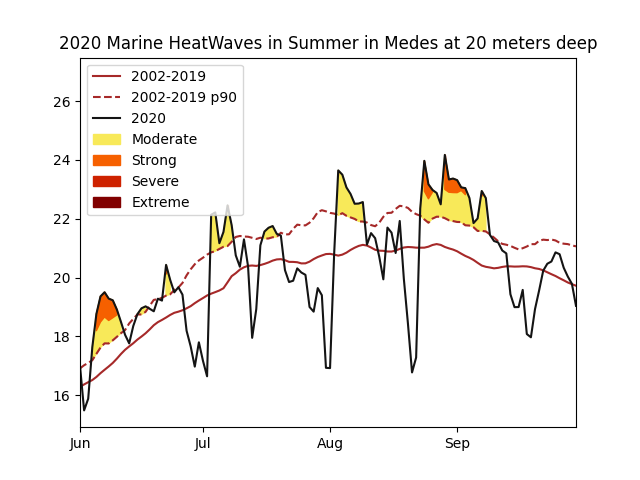 2020 Marine HeatWaves in Summer in Medes at 20 meters deep
2002-2019
2002-2019 p90
2020
Moderate
Strong
Severe
Extreme
26
24
22
20
18
16
Jun
Jul
Aug
Sep